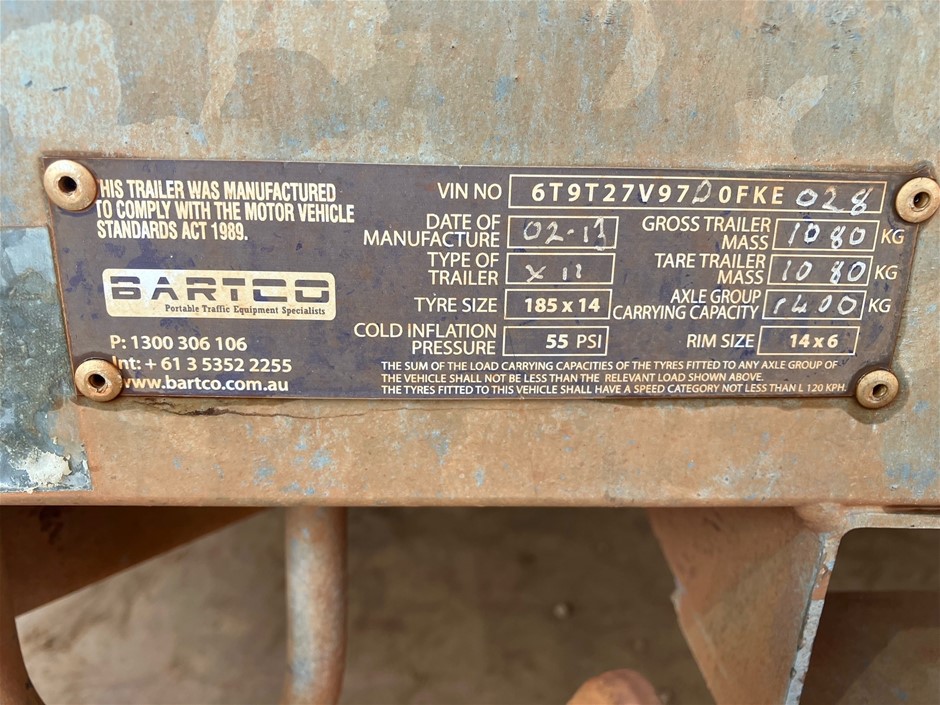 HIS TRAILER WAS MANUFACTURED
TO COMPLY WITH THE MOTOR VEHICLE
STANDARDS ACT 1989.
BARTCO
Portable Traffic Equipment Specialists
P: 1300 306 106
Int: + 61 3 5352 2255
www.bartco.com.au
VIN NO 6T9T27V97D0FKE028
DATE OF MANUFACTURE 02-13
TYPE OF TRAILER X 11
TYRE SIZE 185 x 14
COLD INFLATION PRESSURE 55 PSI
GROSS TRAILER MASS 1080 KG
TARE TRAILER MASS 1080 KG
AXLE GROUP CARRYING CAPACITY 1400 KG
RIM SIZE 14 x 6
THE SUM OF THE LOAD CARRYING CAPACITIES OF THE TYRES FITTED TO ANY AXLE GROUP OF
THE VEHICLE SHALL NOT BE LESS THAN THE RELEVANT LOAD SHOWN ABOVE.
THE TYRES FITTED TO THIS VEHICLE SHALL HAVE A SPEED CATEGORY NOT LESS THAN L 120 KPH.